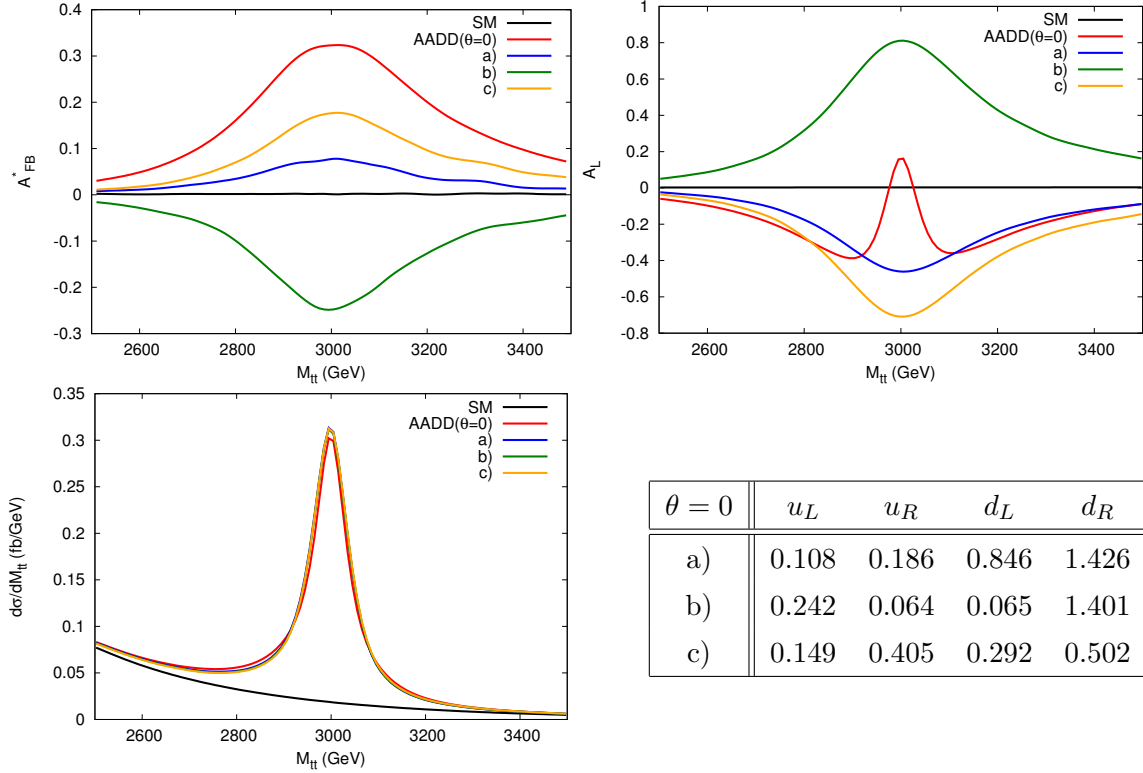 0.4
0.3
0.2
0.1
0
-0.1
-0.2
-0.3
A*FB
2600 2800 3000 3200 3400
Mtt (GeV)
SM
AADD(θ=0)
a)
b)
c)
1
0.8
0.6
0.4
0.2
0
-0.2
-0.4
-0.6
-0.8
AL
2600 2800 3000 3200 3400
Mtt (GeV)
SM
AADD(θ=0)
a)
b)
c)
0.35
0.3
0.25
0.2
0.15
0.1
0.05
0
dσ/dMtt (fb/GeV)
2600 2800 3000 3200 3400
Mtt (GeV)
SM
AADD(θ=0)
a)
b)
c)
θ = 0 uL uR dL dR
a) 0.108 0.186 0.846 1.426
b) 0.242 0.064 0.065 1.401
c) 0.149 0.405 0.292 0.502